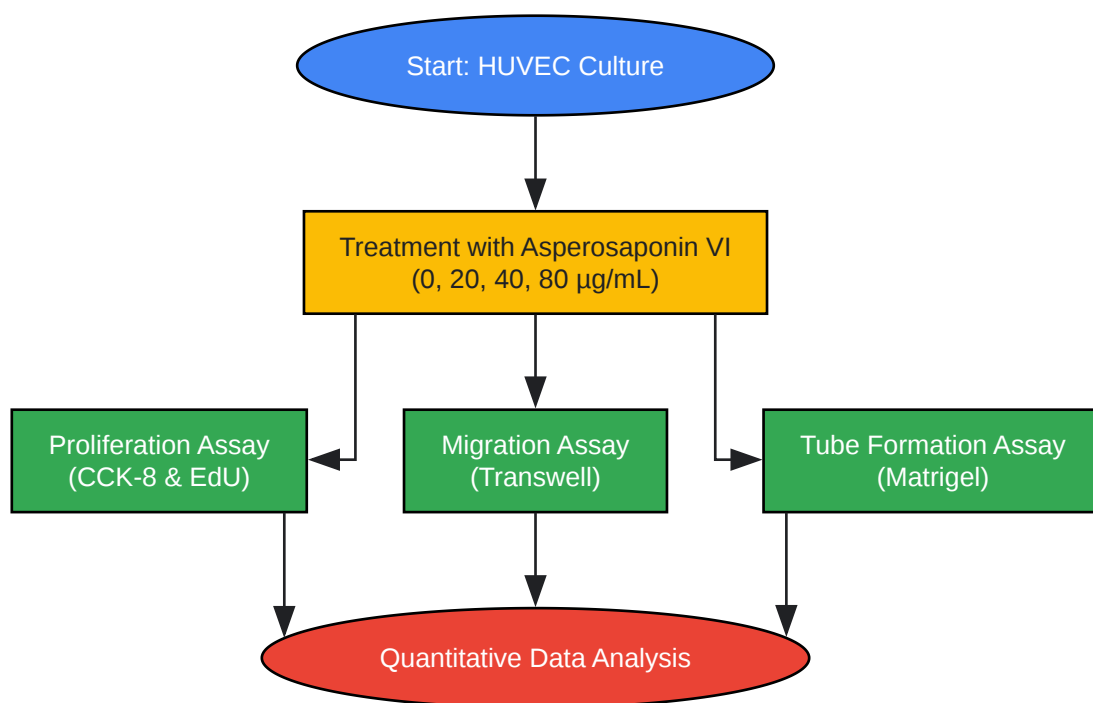 Start: HUVEC Culture
Treatment with Asperosaponin VI
(0, 20, 40, 80 µg/mL)
Proliferation Assay
(CCK-8 & EdU)
Migration Assay
(Transwell)
Tube Formation Assay
(Matrigel)
Quantitative Data Analysis